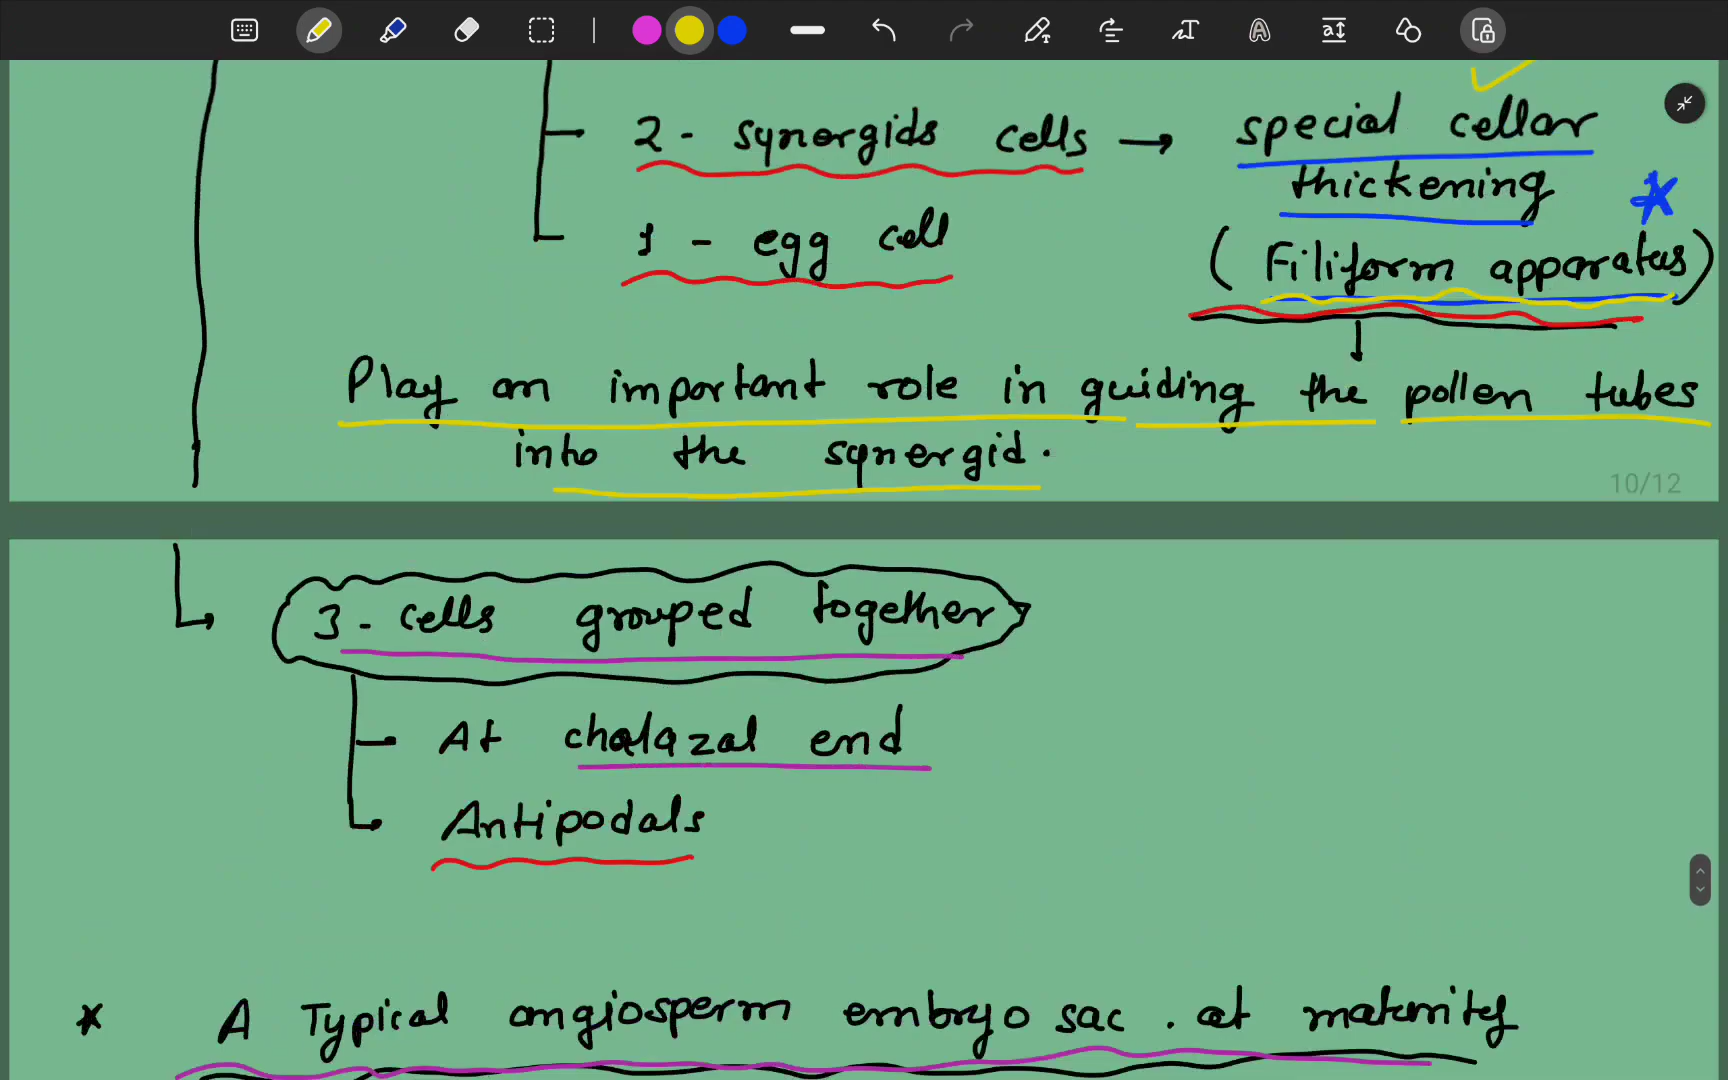 2 - synergids cells → special cellar
thickening
1 - egg cell
( Filiform apparatus )
Play an important role in guiding the pollen tubes
into the synergid.
10/12
3 - cells grouped together
At chalazal end
Antipodals
* A Typical angiosperm embryo sac . at maturity